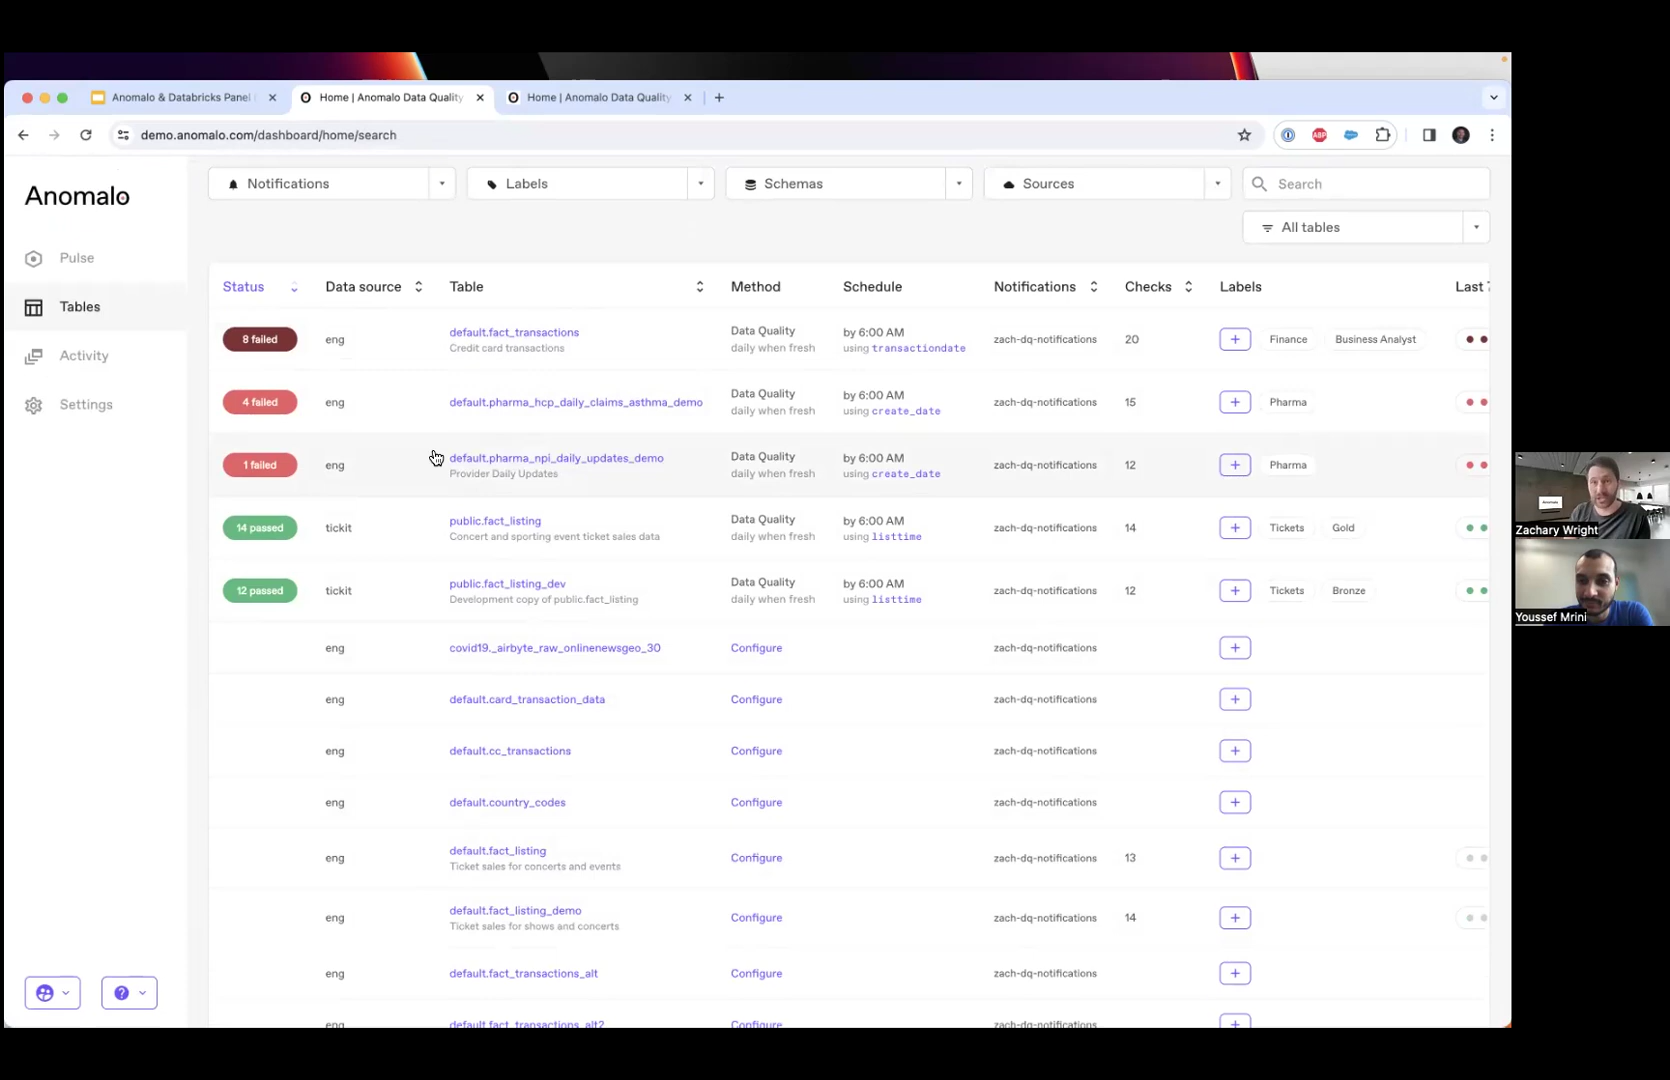 Anomalo & Databricks Panel
Home | Anomalo Data Quality
Home | Anomalo Data Quality
demo.anomalo.com/dashboard/home/search
ABP
Anomalo
Pulse
Tables
Activity
Settings
Notifications
Labels
Schemas
Sources
Search
All tables
Status Data source Table Method Schedule Notifications Checks Labels Last
8 failed eng default.fact_transactions Data Quality by 6:00 AM zach-dq-notifications 20 + Finance Business Analyst
Credit card transactions daily when fresh using transactiondate
4 failed eng default.pharma_hcp_daily_claims_asthma_demo Data Quality by 6:00 AM zach-dq-notifications 15 + Pharma
daily when fresh using create_date
1 failed eng default.pharma_npi_daily_updates_demo Data Quality by 6:00 AM zach-dq-notifications 12 + Pharma
Provider Daily Updates daily when fresh using create_date
14 passed tickit public.fact_listing Data Quality by 6:00 AM zach-dq-notifications 14 + Tickets Gold
Concert and sporting event ticket sales data daily when fresh using listtime
12 passed tickit public.fact_listing_dev Data Quality by 6:00 AM zach-dq-notifications 12 + Tickets Bronze
Development copy of public.fact_listing daily when fresh using listtime
eng covid19._airbyte_raw_onlinenewsgeo_30 Configure zach-dq-notifications +
eng default.card_transaction_data Configure zach-dq-notifications +
eng default.cc_transactions Configure zach-dq-notifications +
eng default.country_codes Configure zach-dq-notifications +
eng default.fact_listing Configure zach-dq-notifications 13 +
Ticket sales for concerts and events
eng default.fact_listing_demo Configure zach-dq-notifications 14 +
Ticket sales for shows and concerts
eng default.fact_transactions_alt Configure zach-dq-notifications +
eng default.fact_transactions_alt2 Configure zach-dq-notifications +
Zachary Wright
Youssef Mrini